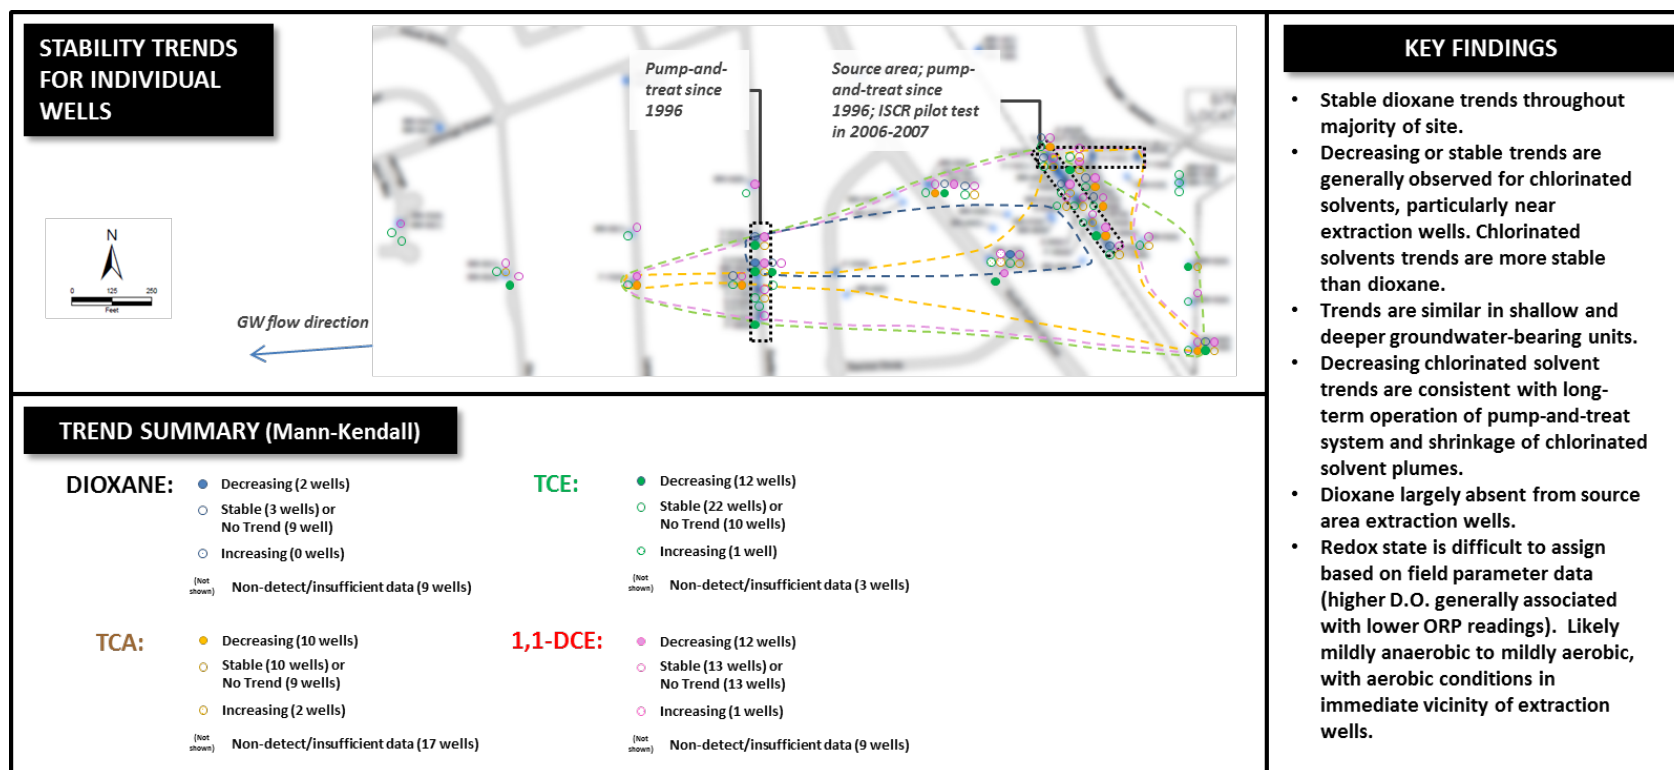 STABILITY TRENDS
FOR INDIVIDUAL
WELLS
Pump-and-
treat since
1996
Source area; pump-
and-treat since
1996; ISCR pilot test
in 2006-2007
N
0 125 250
Feet
GW flow direction
TREND SUMMARY (Mann-Kendall)
DIOXANE:
Decreasing (2 wells)
Stable (3 wells) or
No Trend (9 well)
Increasing (0 wells)
(Not
shown)
Non-detect/insufficient data (9 wells)
TCE:
Decreasing (12 wells)
Stable (22 wells) or
No Trend (10 wells)
Increasing (1 well)
(Not
shown)
Non-detect/insufficient data (3 wells)
TCA:
Decreasing (10 wells)
Stable (10 wells) or
No Trend (9 wells)
Increasing (2 wells)
(Not
shown)
Non-detect/insufficient data (17 wells)
1,1-DCE:
Decreasing (12 wells)
Stable (13 wells) or
No Trend (13 wells)
Increasing (1 wells)
(Not
shown)
Non-detect/insufficient data (9 wells)
KEY FINDINGS
• Stable dioxane trends throughout
majority of site.
• Decreasing or stable trends are
generally observed for chlorinated
solvents, particularly near
extraction wells. Chlorinated
solvents trends are more stable
than dioxane.
• Trends are similar in shallow and
deeper groundwater-bearing units.
• Decreasing chlorinated solvent
trends are consistent with long-
term operation of pump-and-treat
system and shrinkage of chlorinated
solvent plumes.
• Dioxane largely absent from source
area extraction wells.
• Redox state is difficult to assign
based on field parameter data
(higher D.O. generally associated
with lower ORP readings). Likely
mildly anaerobic to mildly aerobic,
with aerobic conditions in
immediate vicinity of extraction
wells.